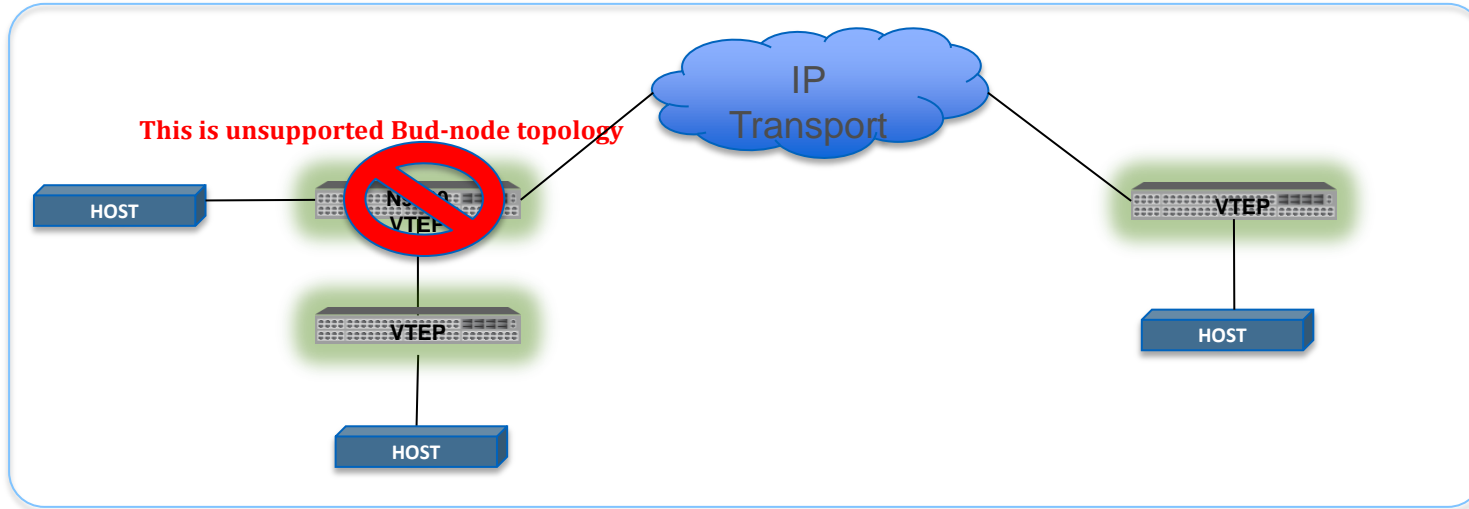 IP
Transport
This is unsupported Bud-node topology
VTEP
HOST
VTEP
HOST
VTEP
HOST